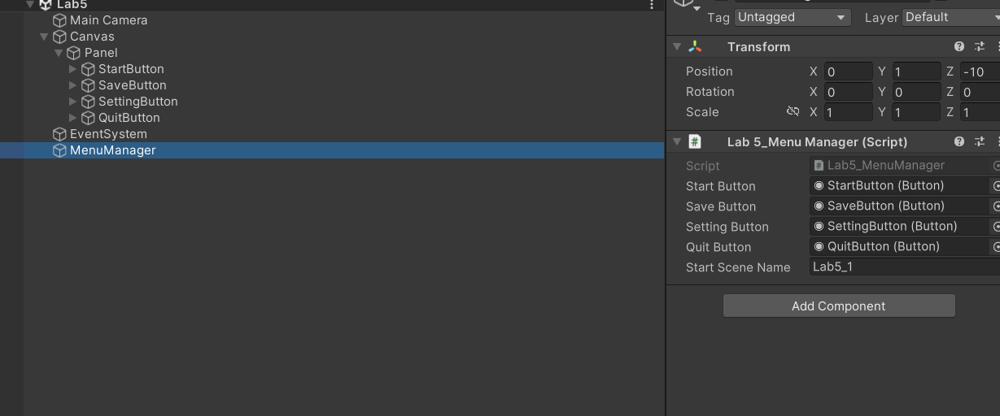 Lab5
Main Camera
Canvas
Panel
StartButton
SaveButton
SettingButton
QuitButton
EventSystem
MenuManager
Tag Untagged Layer Default
Transform
Position X 0 Y 1 Z -10
Rotation X 0 Y 0 Z 0
Scale X 1 Y 1 Z 1
# Lab 5_Menu Manager (Script)
Script # Lab5_MenuManager
Start Button StartButton (Button)
Save Button SaveButton (Button)
Setting Button SettingButton (Button)
Quit Button QuitButton (Button)
Start Scene Name Lab5_1
Add Component